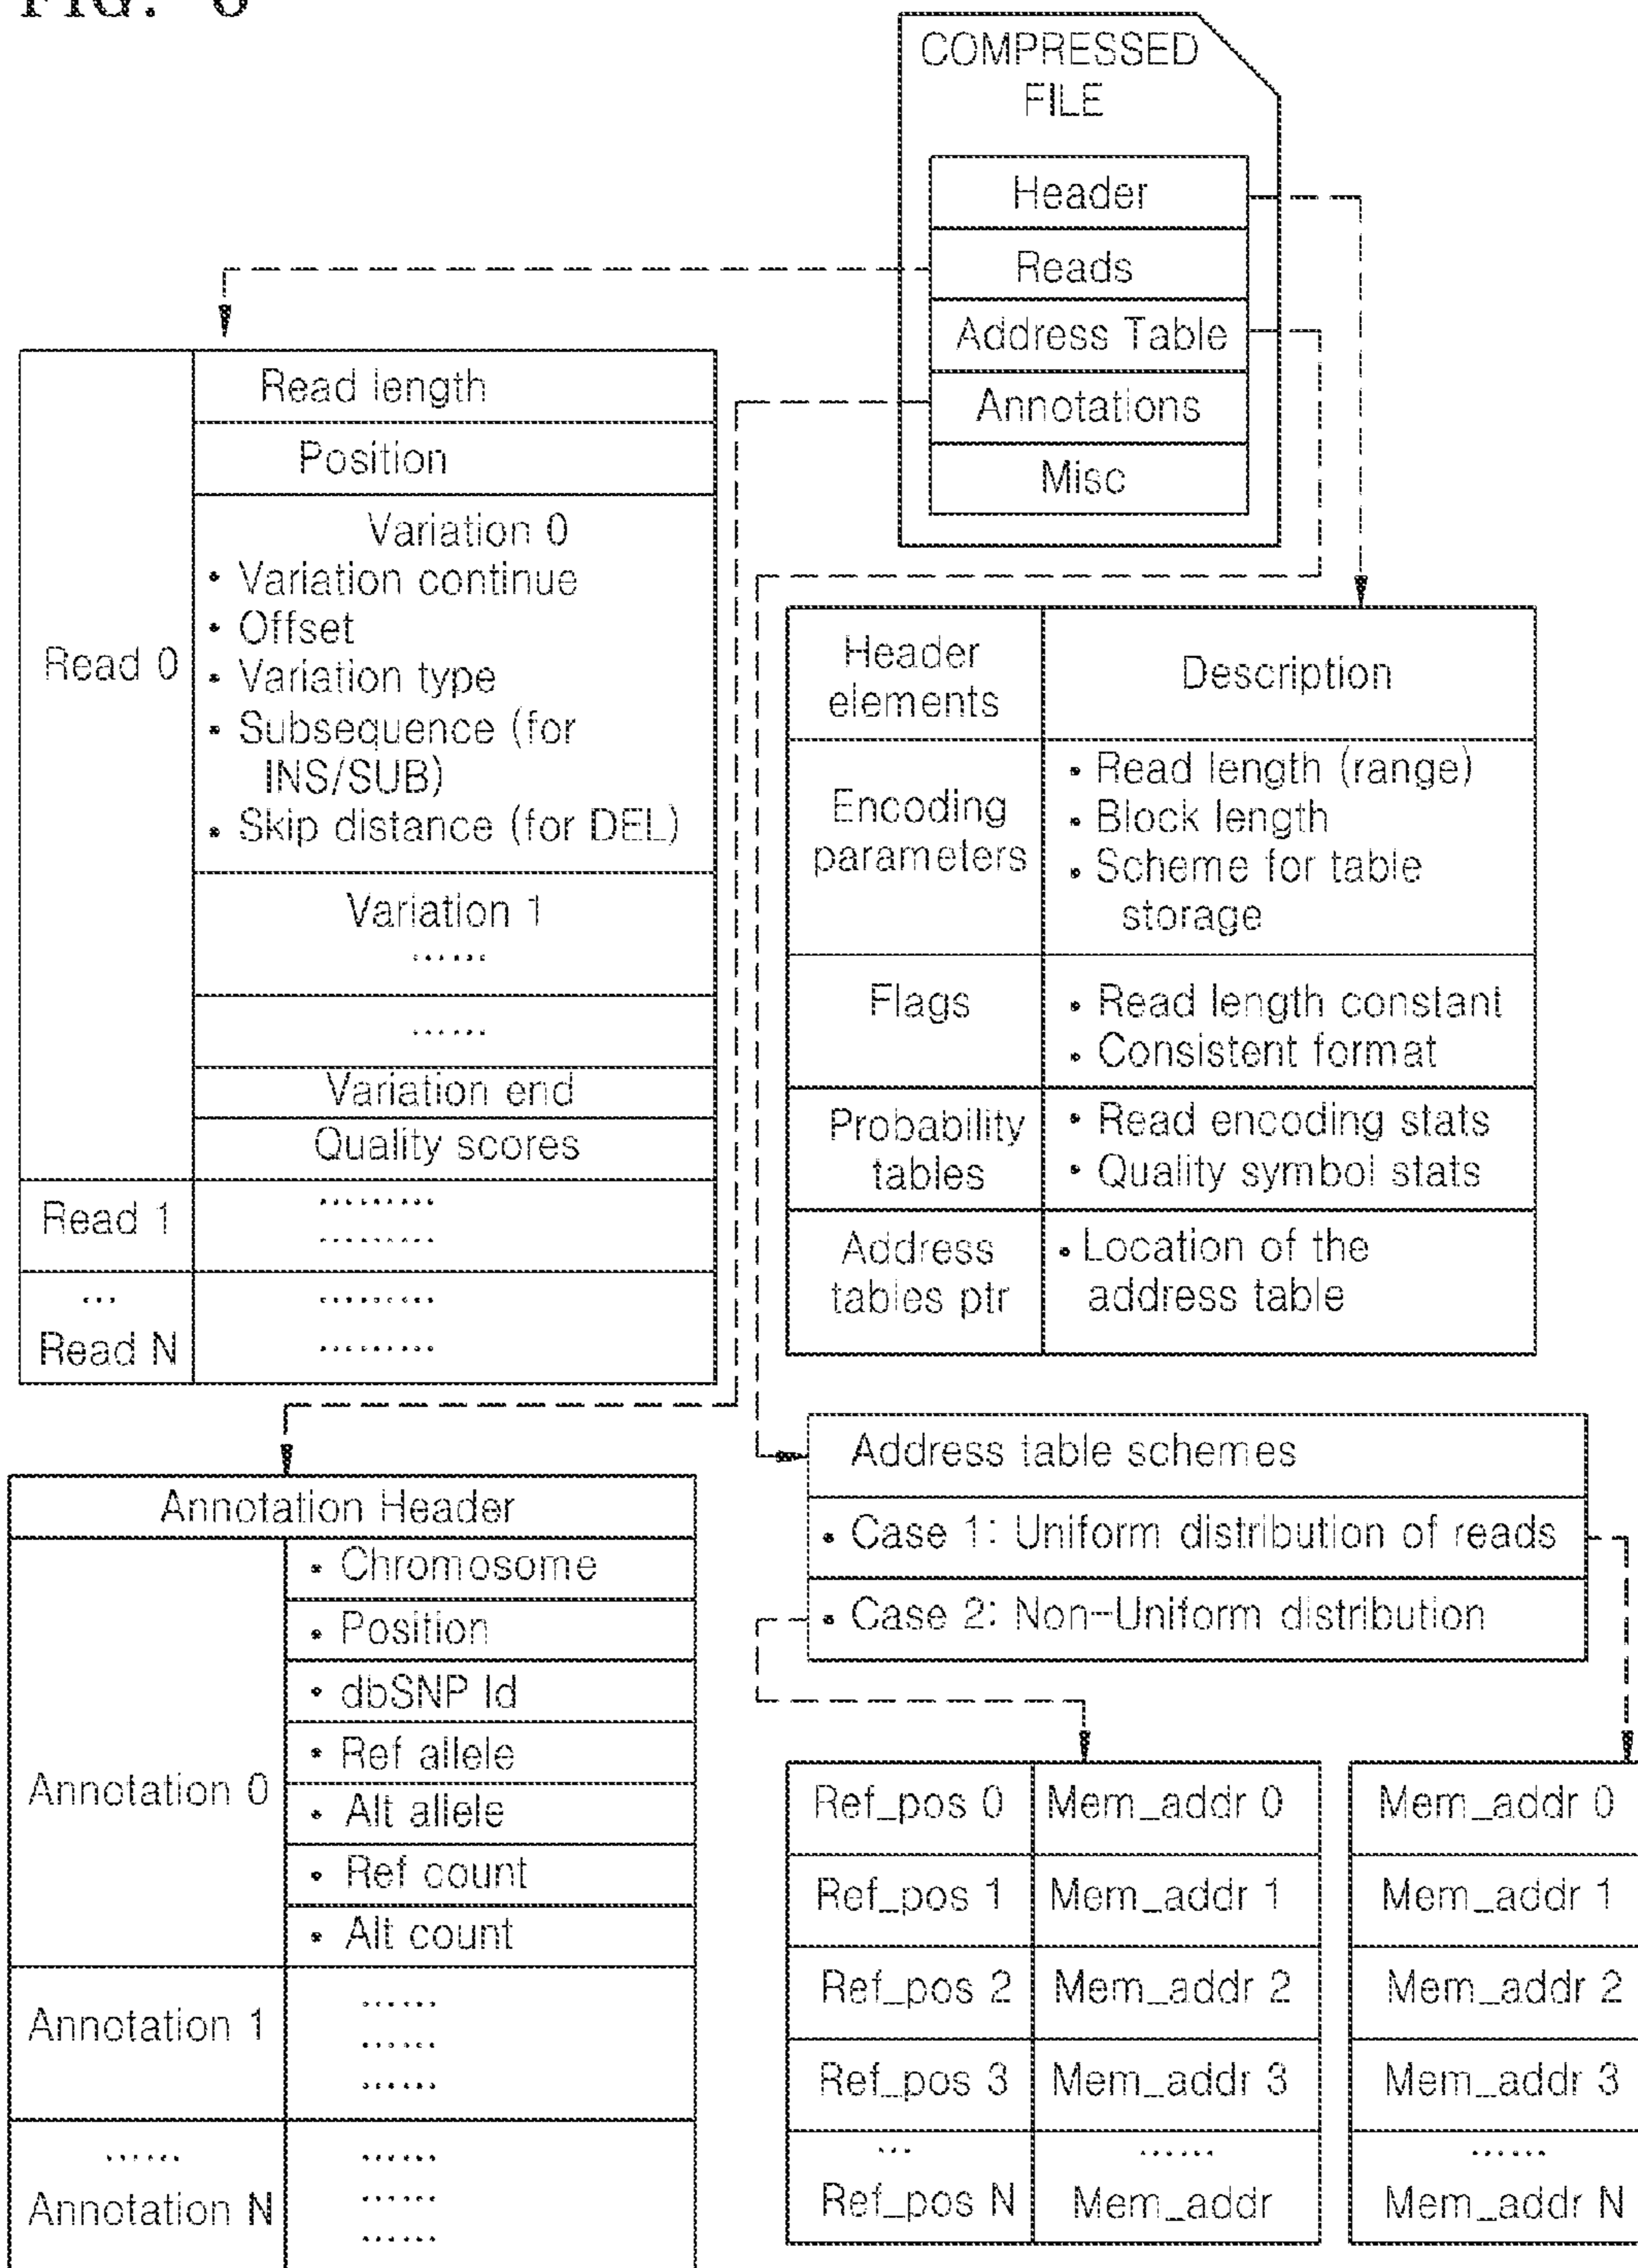 COMPRESSED
FILE
Header
Reads
Address Table
Annotations
Misc
Read 0
Read length
Position
Variation 0
• Variation continue
• Offset
• Variation type
• Subsequence (for
INS/SUB)
• Skip distance (for DEL)
Variation 1
......
......
Variation end
Quality scores
Read 1
.........
.........
...
.........
Read N
.........
Header
elements
Description
Encoding
parameters
• Read length (range)
• Block length
• Scheme for table
storage
Flags
• Read length constant
• Consistent format
Probability
tables
• Read encoding stats
• Quality symbol stats
Address
tables ptr
• Location of the
address table
Annotation Header
Annotation 0
• Chromosome
• Position
• dbSNP Id
• Ref allele
• Alt allele
• Ref count
• Alt count
Annotation 1
......
......
......
......
Annotation N
......
......
......
Address table schemes
• Case 1: Uniform distribution of reads
• Case 2: Non-Uniform distribution
Ref_pos 0 Mem_addr 0
Ref_pos 1 Mem_addr 1
Ref_pos 2 Mem_addr 2
Ref_pos 3 Mem_addr 3
... ......
Ref_pos N Mem_addr
Mem_addr 0
Mem_addr 1
Mem_addr 2
Mem_addr 3
......
Mem_addr N